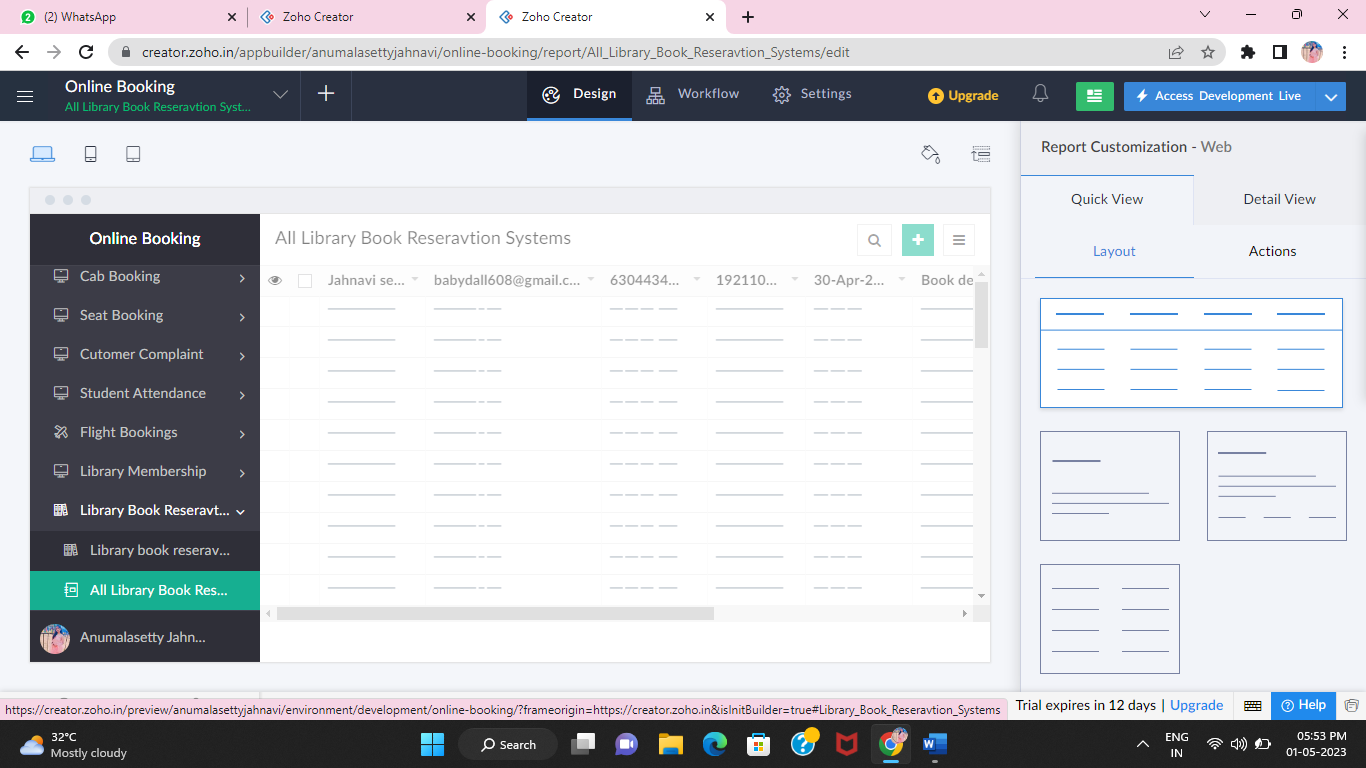 2 (2) WhatsApp
Zoho Creator
Zoho Creator
creator.zoho.in/appbuilder/anumalasettyjahnavi/online-booking/report/All_Library_Book_Reseravtion_Systems/edit
Online Booking
All Library Book Reseravtion Syst...
Design
Workflow
Settings
Upgrade
Access Development Live
Report Customization - Web
Quick View
Detail View
Layout
Actions
Online Booking
Cab Booking
Seat Booking
Cutomer Complaint
Student Attendance
Flight Bookings
Library Membership
Library Book Reseravt...
Library book reserav...
All Library Book Res...
Anumalasetty Jahn...
All Library Book Reseravtion Systems
Jahnavi se... babydall608@gmail.c... 6304434... 192110... 30-Apr-2... Book de
https://creator.zoho.in/preview/anumalasettyjahnavi/environment/development/online-booking/?frameorigin=https://creator.zoho.in&isInitBuilder=true#Library_Book_Reseravtion_Systems
Trial expires in 12 days | Upgrade
Help
32°C
Mostly cloudy
Search
ENG
IN
05:53 PM
01-05-2023